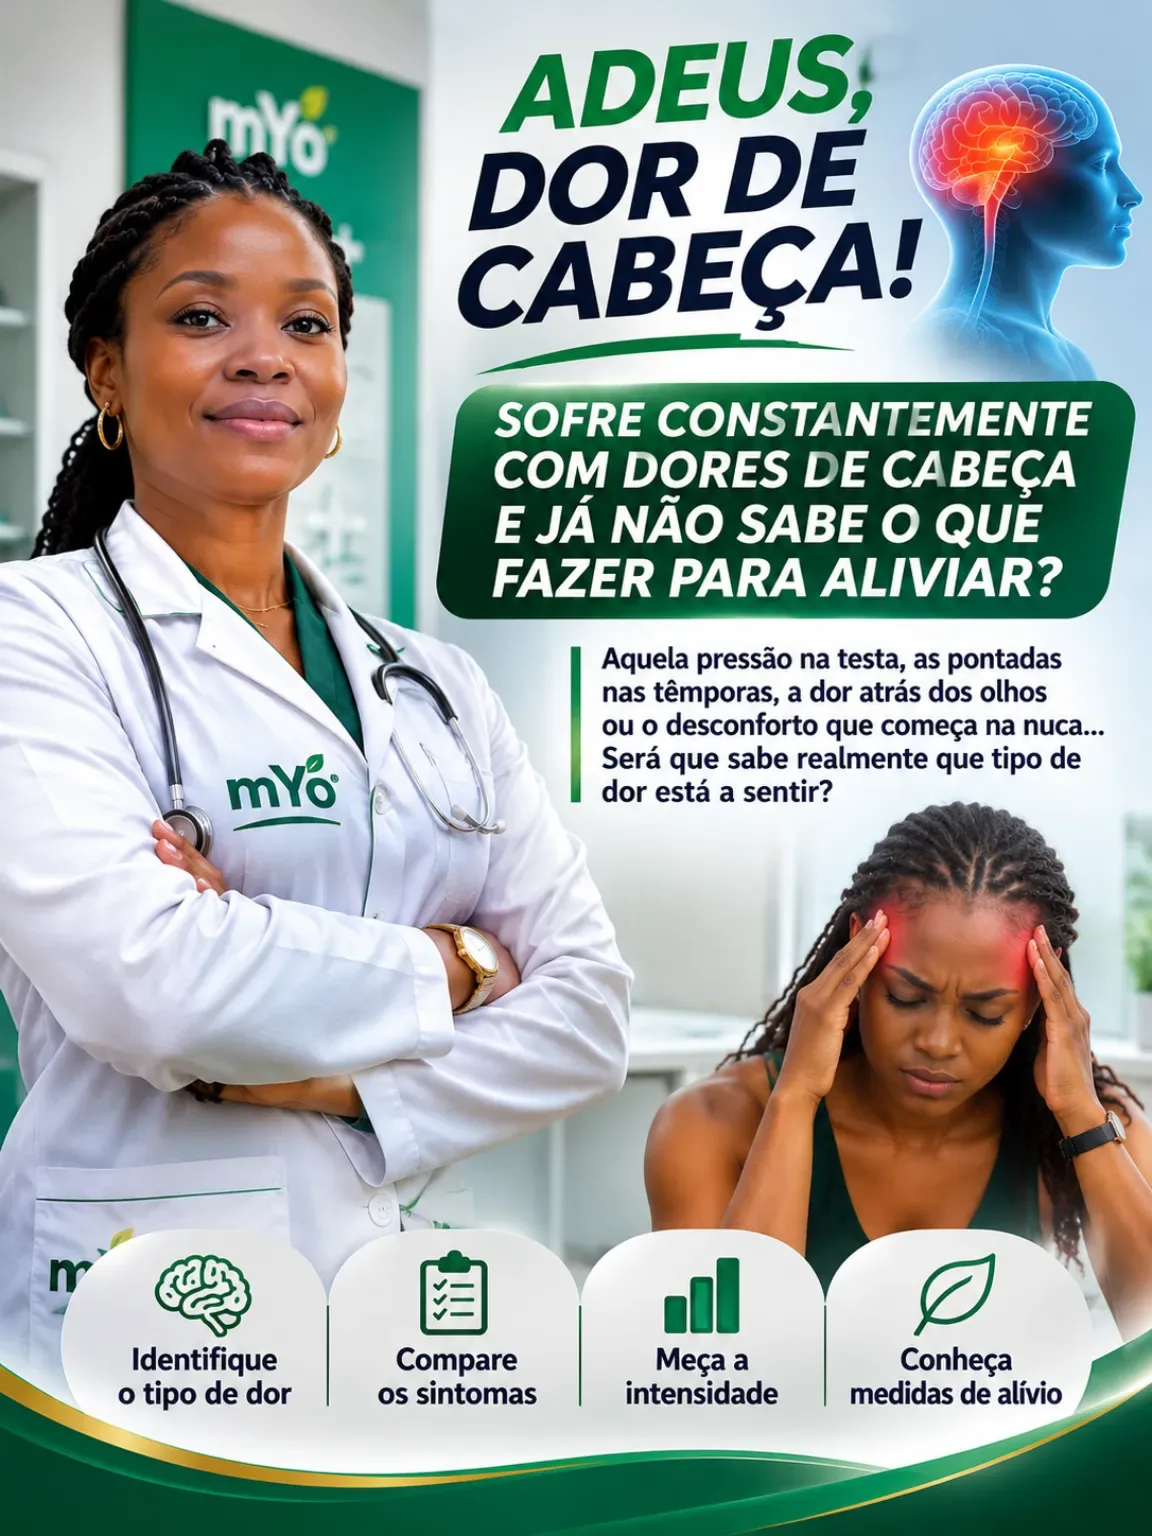 mYo
ADEUS,
DOR DE
CABEÇA!
SOFRE CONSTANTEMENTE
COM DORES DE CABEÇA
E JÁ NÃO SABE O QUE
FAZER PARA ALIVIAR?
Aquela pressão na testa, as pontadas
nas têmporas, a dor atrás dos olhos
ou o desconforto que começa na nuca...
Será que sabe realmente que tipo de
dor está a sentir?
mYo®
m
Identifique
o tipo de dor
Compare
os sintomas
Meça a
intensidade
Conheça
medidas de alívio